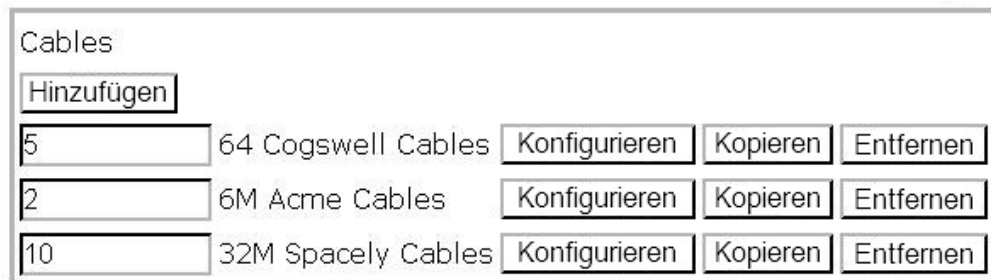 Cables
Hinzufügen
5 64 Cogswell Cables Konfigurieren Kopieren Entfernen
2 6M Acme Cables Konfigurieren Kopieren Entfernen
10 32M Spacely Cables Konfigurieren Kopieren Entfernen